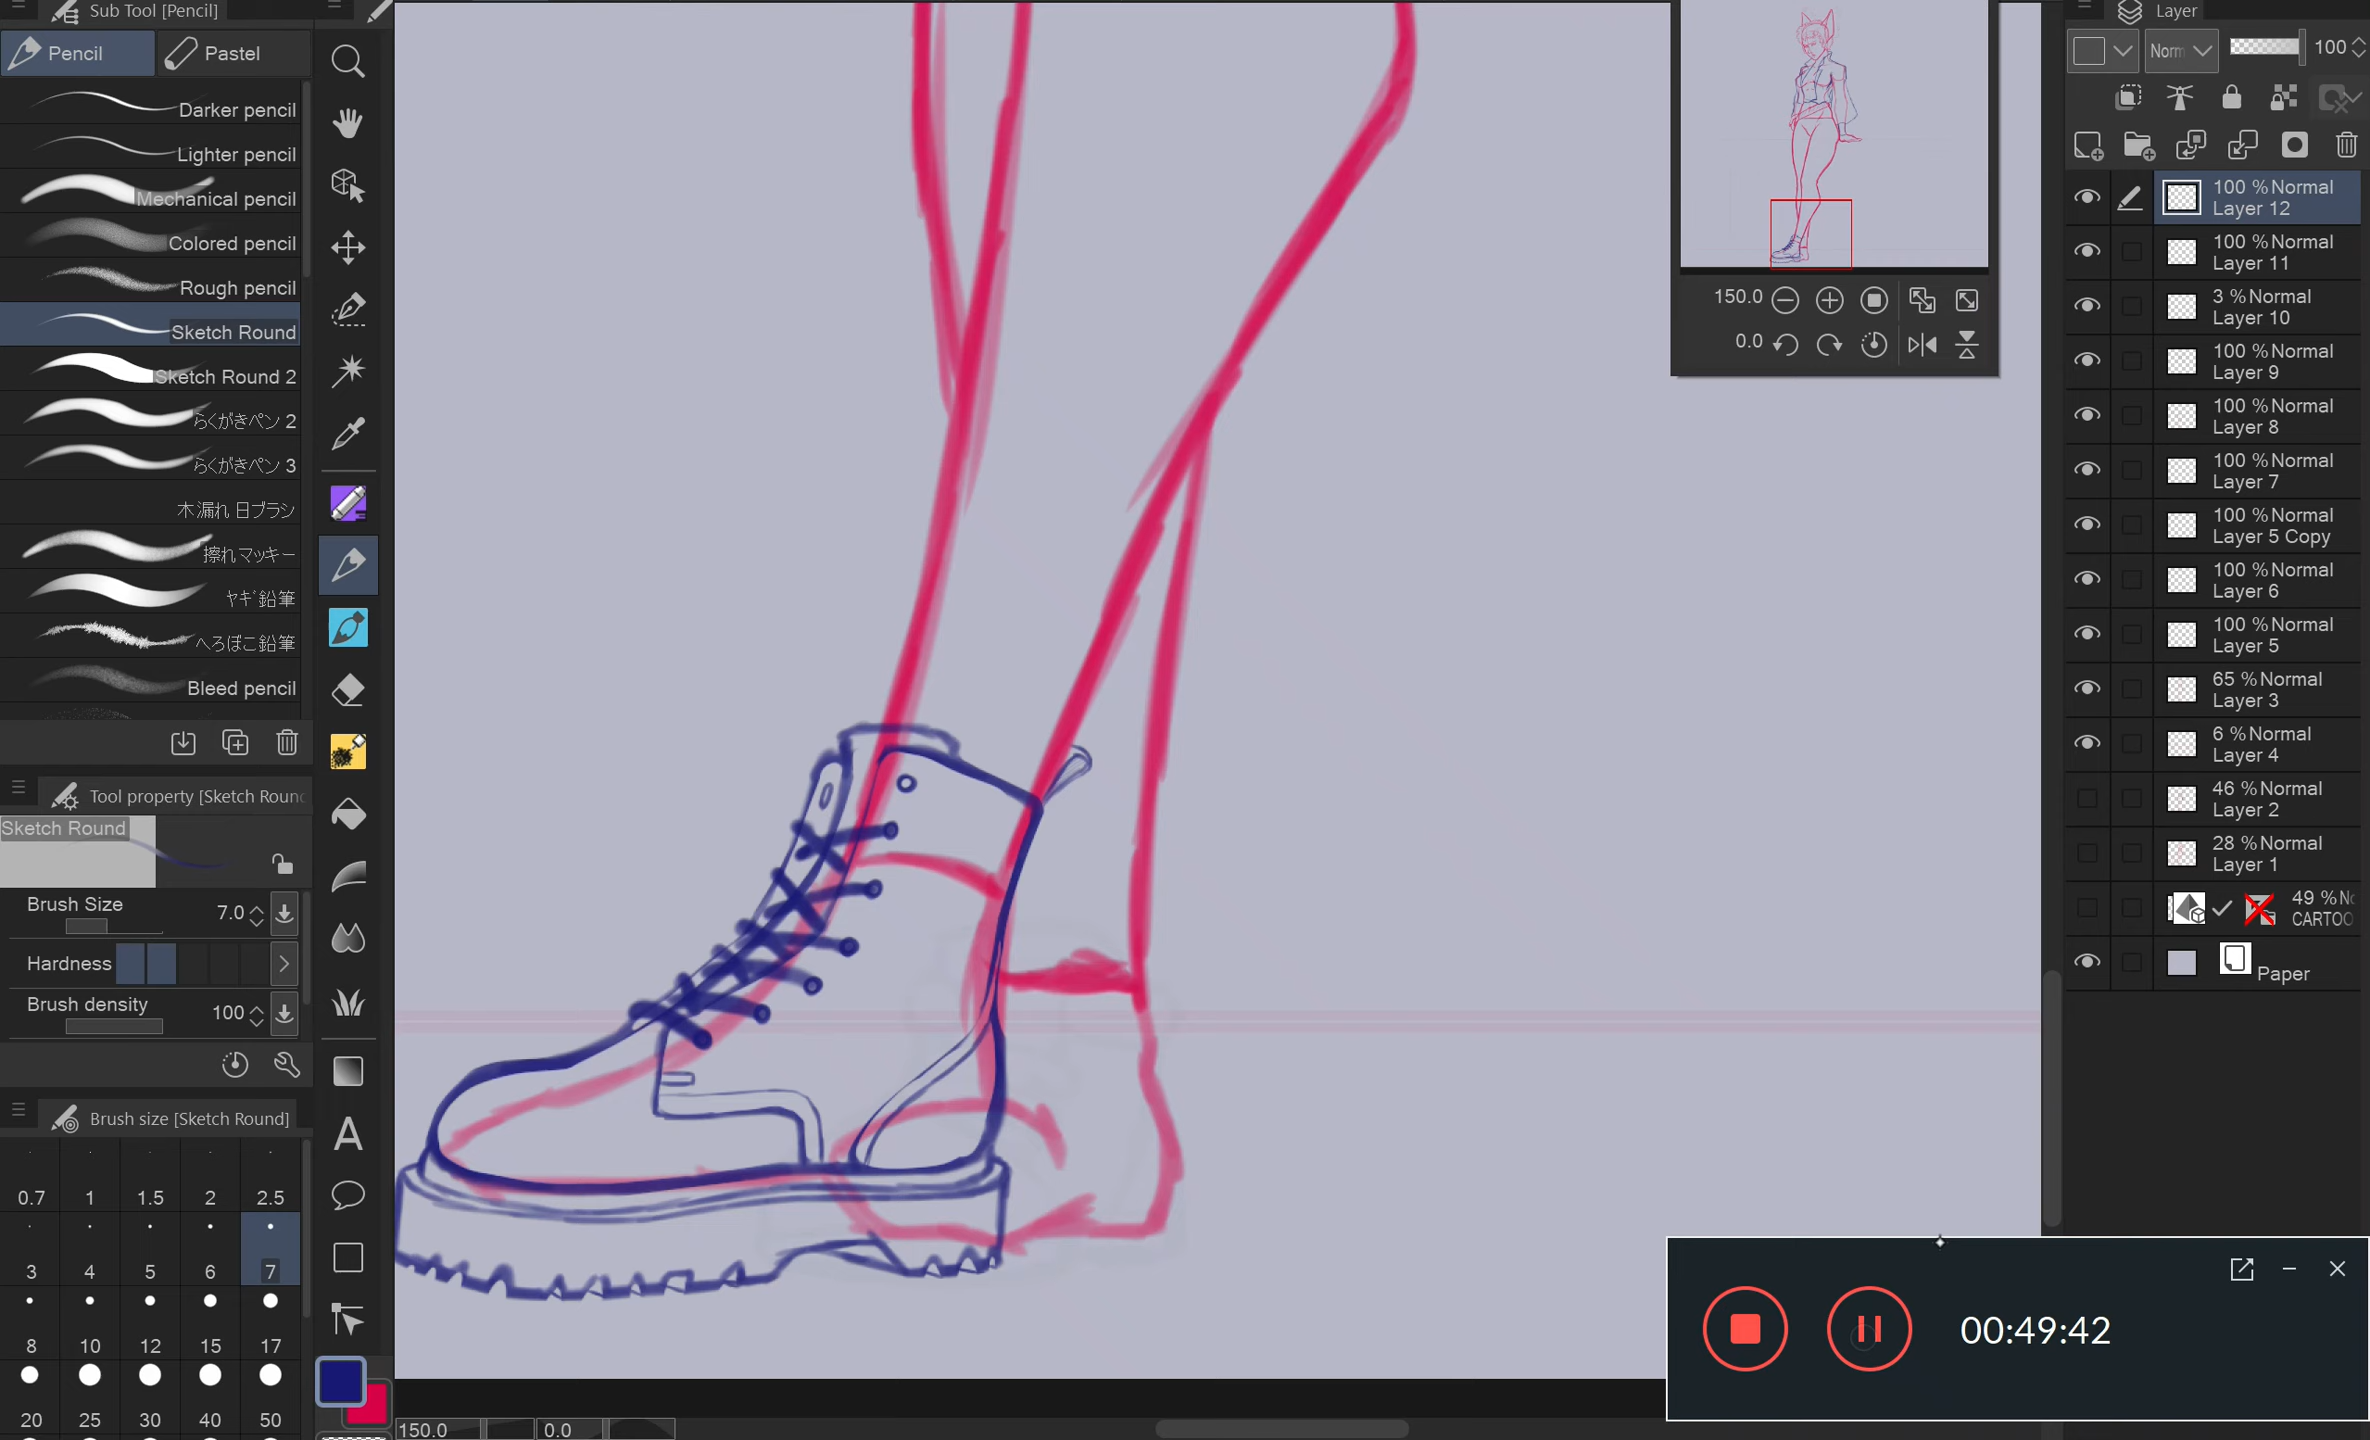 Sub Tool [Pencil]
Pencil
Pastel
Darker pencil
Lighter pencil
Mechanical pencil
Colored pencil
Rough pencil
Sketch Round
Sketch Round 2
らくがきペン 2
らくがきペン 3
木漏れ日ブラシ
擦れマッキー
ヤギ鉛筆
へろぼこ鉛筆
Bleed pencil
Tool property [Sketch Round
Sketch Round
Brush Size
7.0
Hardness
Brush density
100
Brush size [Sketch Round]
0.7 1 1.5 2 2.5
3 4 5 6 7
8 10 12 15 17
20 25 30 40 50
150.0
0.0
150.0
0.0
Layer
Norm
100
100 %Normal
Layer 12
100 %Normal
Layer 11
3 %Normal
Layer 10
100 %Normal
Layer 9
100 %Normal
Layer 8
100 %Normal
Layer 7
100 %Normal
Layer 5 Copy
100 %Normal
Layer 6
100 %Normal
Layer 5
65 %Normal
Layer 3
6 %Normal
Layer 4
46 %Normal
Layer 2
28 %Normal
Layer 1
49 %No
CARTOO
Paper
00:49:42